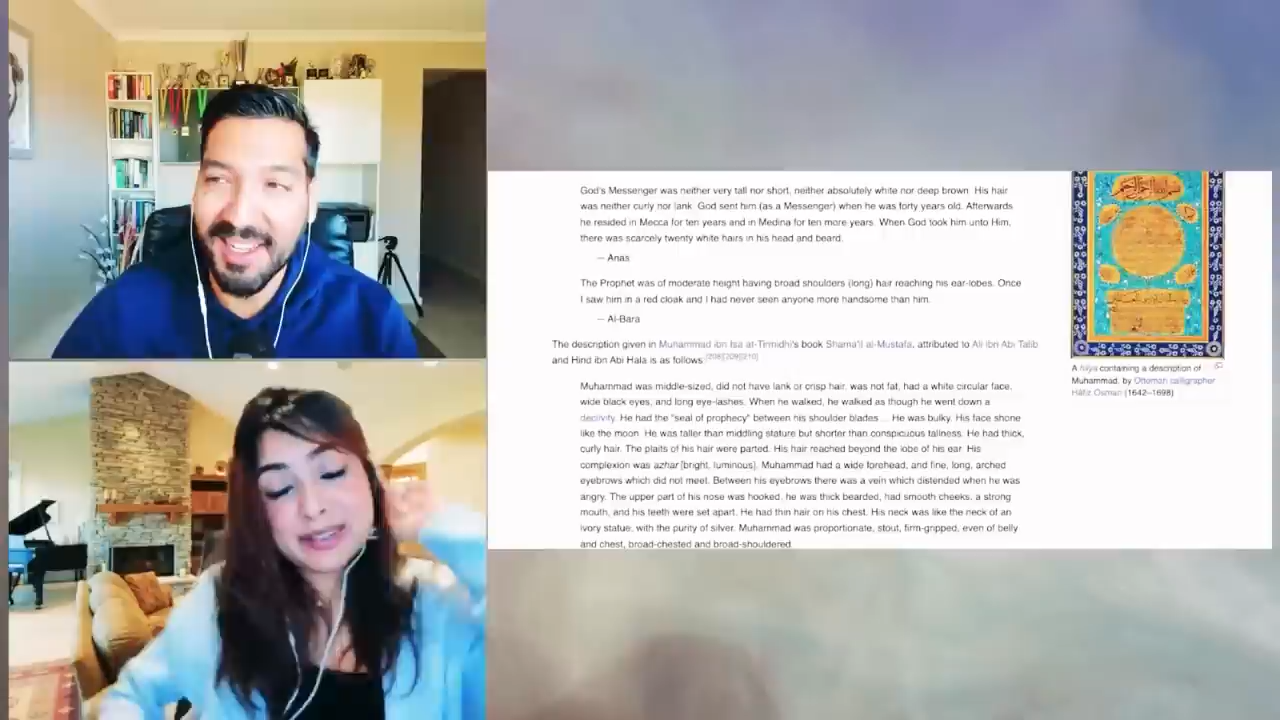 God's Messenger was neither very tall nor short, neither absolutely white nor deep brown. His hair
was neither curly nor lank. God sent him (as a Messenger) when he was forty years old. Afterwards
he resided in Mecca for ten years and in Medina for ten more years. When God took him unto Him,
there was scarcely twenty white hairs in his head and beard.
— Anas
The Prophet was of moderate height having broad shoulders (long) hair reaching his ear-lobes. Once
I saw him in a red cloak and I had never seen anyone more handsome than him.
— Al-Bara
The description given in Muhammad ibn Isa at-Tirmidhi's book Shama'il al-Mustafa, attributed to Ali ibn Abi Talib
and Hind ibn Abi Hala is as follows:[208][209][210]
Muhammad was middle-sized, did not have lank or crisp hair, was not fat, had a white circular face,
wide black eyes, and long eye-lashes. When he walked, he walked as though he went down a
declivity. He had the "seal of prophecy" between his shoulder blades ... He was bulky. His face shone
like the moon. He was taller than middling stature but shorter than conspicuous tallness. He had thick,
curly hair. The plaits of his hair were parted. His hair reached beyond the lobe of his ear. His
complexion was azhar [bright, luminous]. Muhammad had a wide forehead, and fine, long, arched
eyebrows which did not meet. Between his eyebrows there was a vein which distended when he was
angry. The upper part of his nose was hooked; he was thick bearded, had smooth cheeks, a strong
mouth, and his teeth were set apart. He had thin hair on his chest. His neck was like the neck of an
ivory statue, with the purity of silver. Muhammad was proportionate, stout, firm-gripped, even of belly
and chest, broad-chested and broad-shouldered.
A hilya containing a description of
Muhammad, by Ottoman calligrapher
Hâfiz Osman (1642–1698)